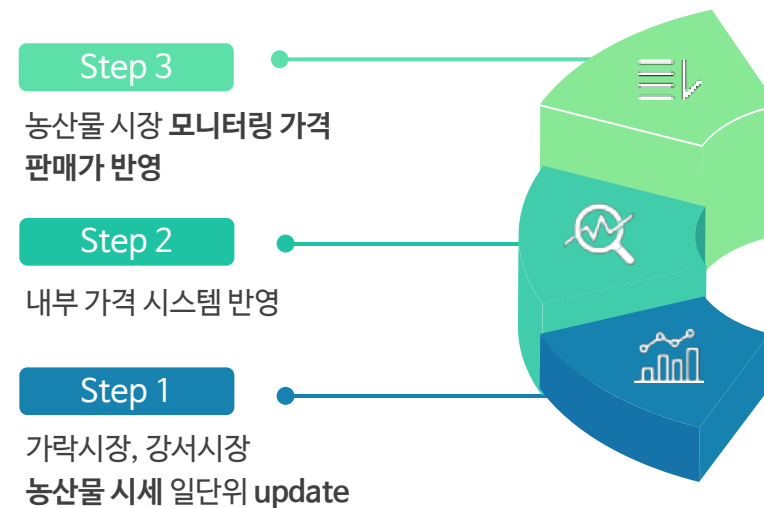 Step 3
농산물 시장 모니터링 가격
판매가 반영
Step 2
내부 가격 시스템 반영
Step 1
가락시장, 강서시장
농산물 시세 일단위 update